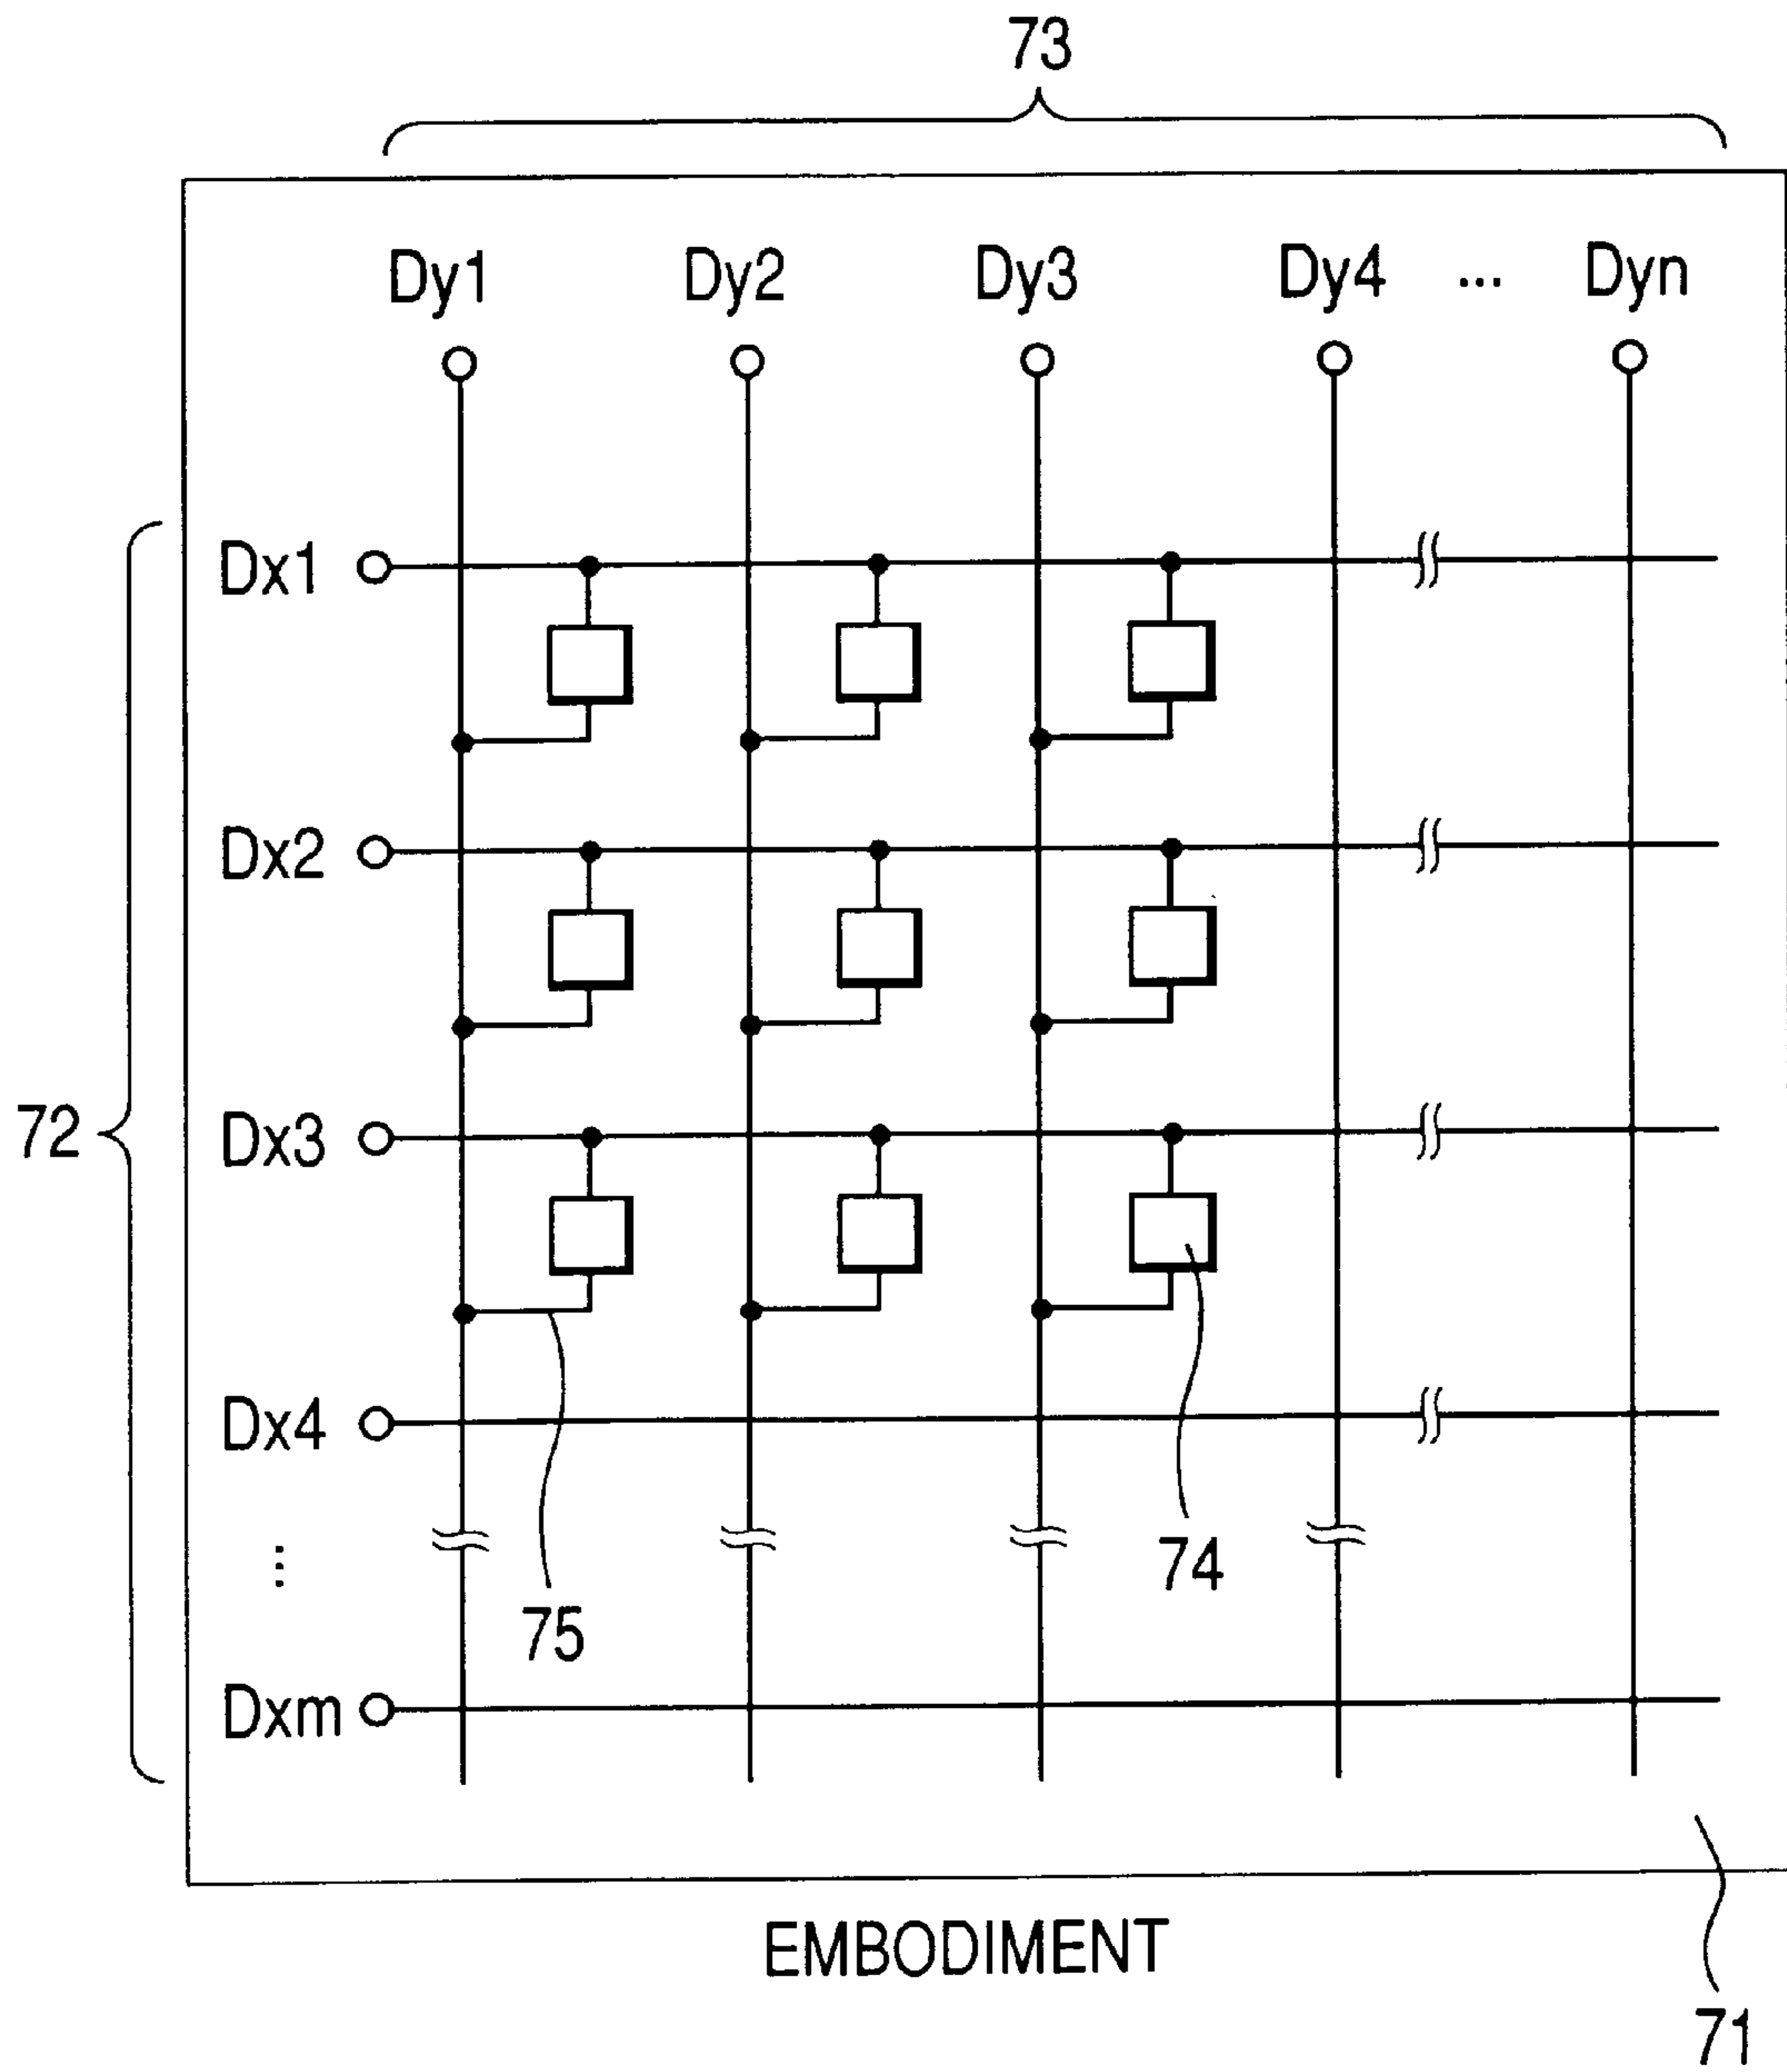 73
Dy1 Dy2 Dy3 Dy4 ... Dyn
Dx1
Dx2
72
Dx3
Dx4
74
...
75
Dxm
EMBODIMENT
71